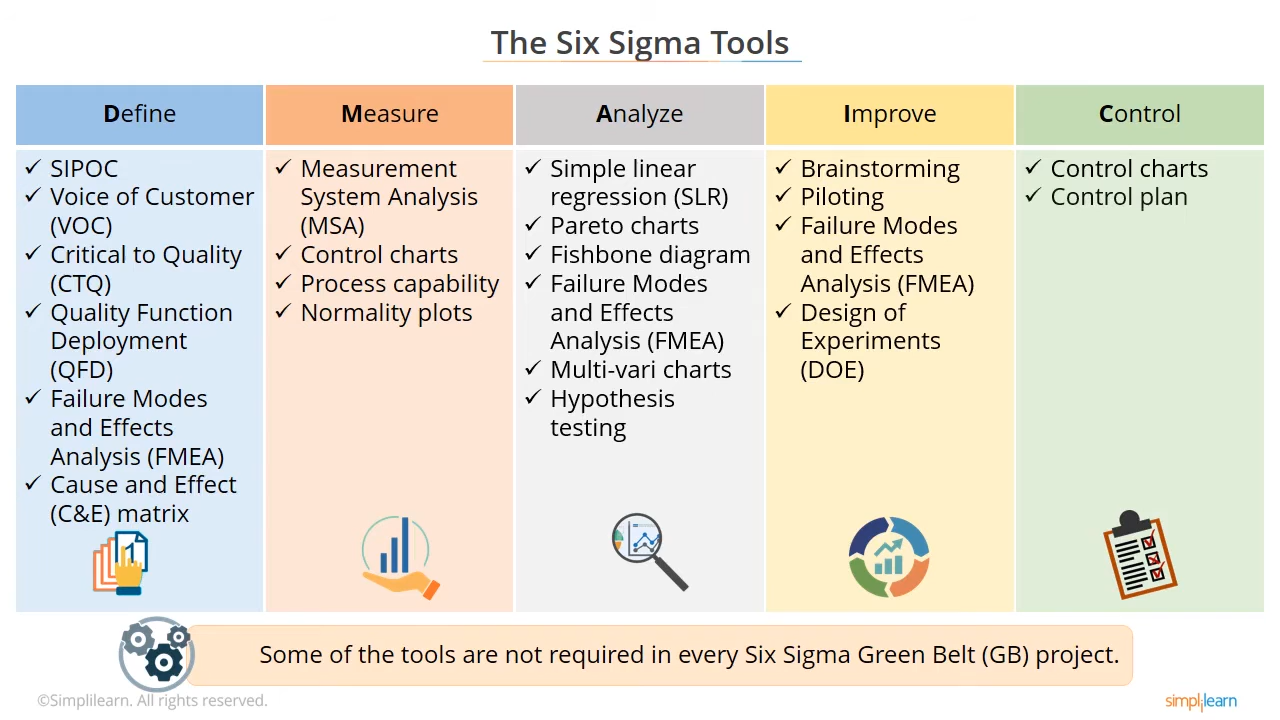 The Six Sigma Tools
Define
✓ SIPOC
✓ Voice of Customer
(VOC)
✓ Critical to Quality
(CTQ)
✓ Quality Function
Deployment
(QFD)
✓ Failure Modes
and Effects
Analysis (FMEA)
✓ Cause and Effect
(C&E) matrix
1
Measure
✓ Measurement
System Analysis
(MSA)
✓ Control charts
✓ Process capability
✓ Normality plots
Analyze
✓ Simple linear
regression (SLR)
✓ Pareto charts
✓ Fishbone diagram
✓ Failure Modes
and Effects
Analysis (FMEA)
✓ Multi-vari charts
✓ Hypothesis
testing
Improve
✓ Brainstorming
✓ Piloting
✓ Failure Modes
and Effects
Analysis (FMEA)
✓ Design of
Experiments
(DOE)
Control
✓ Control charts
✓ Control plan
Some of the tools are not required in every Six Sigma Green Belt (GB) project.
©Simplilearn. All rights reserved.
simplilearn